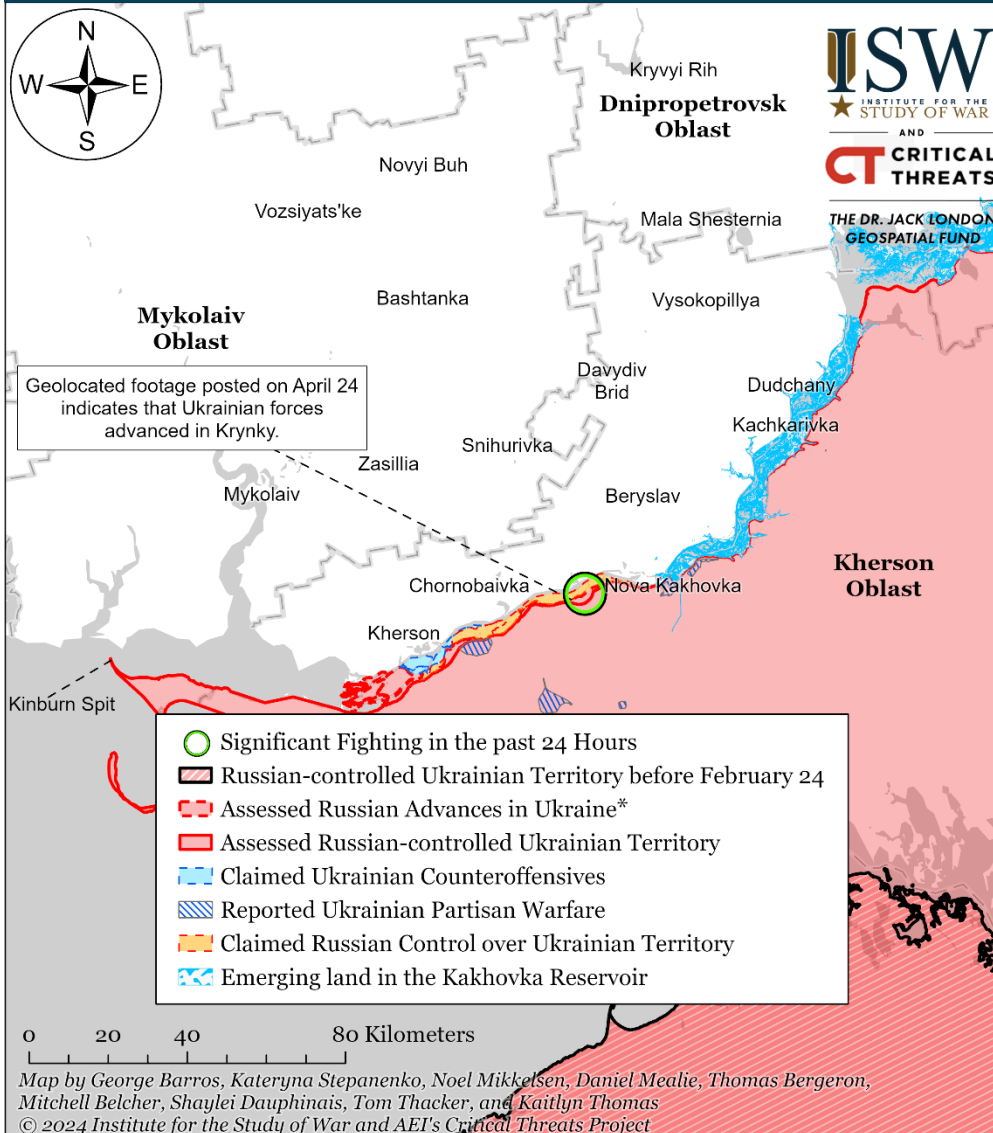 N
W
E
S
ISW
INSTITUTE FOR THE
STUDY OF WAR
AND
CT CRITICAL
THREATS
THE DR. JACK LONDON
GEOSPATIAL FUND
Kryvyi Rih
Dnipropetrovsk
Oblast
Novyi Buh
Vozsiyats'ke
Mala Shesternia
Bashtanka
Vysokopillya
Mykolaiv
Oblast
Geolocated footage posted on April 24
indicates that Ukrainian forces
advanced in Krynky.
Davydiv
Brid
Dudchany
Kachkarivka
Snihurivka
Zasillia
Mykolaiv
Beryslav
Kherson
Oblast
Chornobaivka
Nova Kakhovka
Kherson
Kinburn Spit
Significant Fighting in the past 24 Hours
Russian-controlled Ukrainian Territory before February 24
Assessed Russian Advances in Ukraine*
Assessed Russian-controlled Ukrainian Territory
Claimed Ukrainian Counteroffensives
Reported Ukrainian Partisan Warfare
Claimed Russian Control over Ukrainian Territory
Emerging land in the Kakhovka Reservoir
0 20 40 80 Kilometers
Map by George Barros, Kateryna Stepanenko, Noel Mikkelsen, Daniel Mealie, Thomas Bergeron,
Mitchell Belcher, Shaylei Dauphinais, Tom Thacker, and Kaitlyn Thomas
© 2024 Institute for the Study of War and AEI's Critical Threats Project